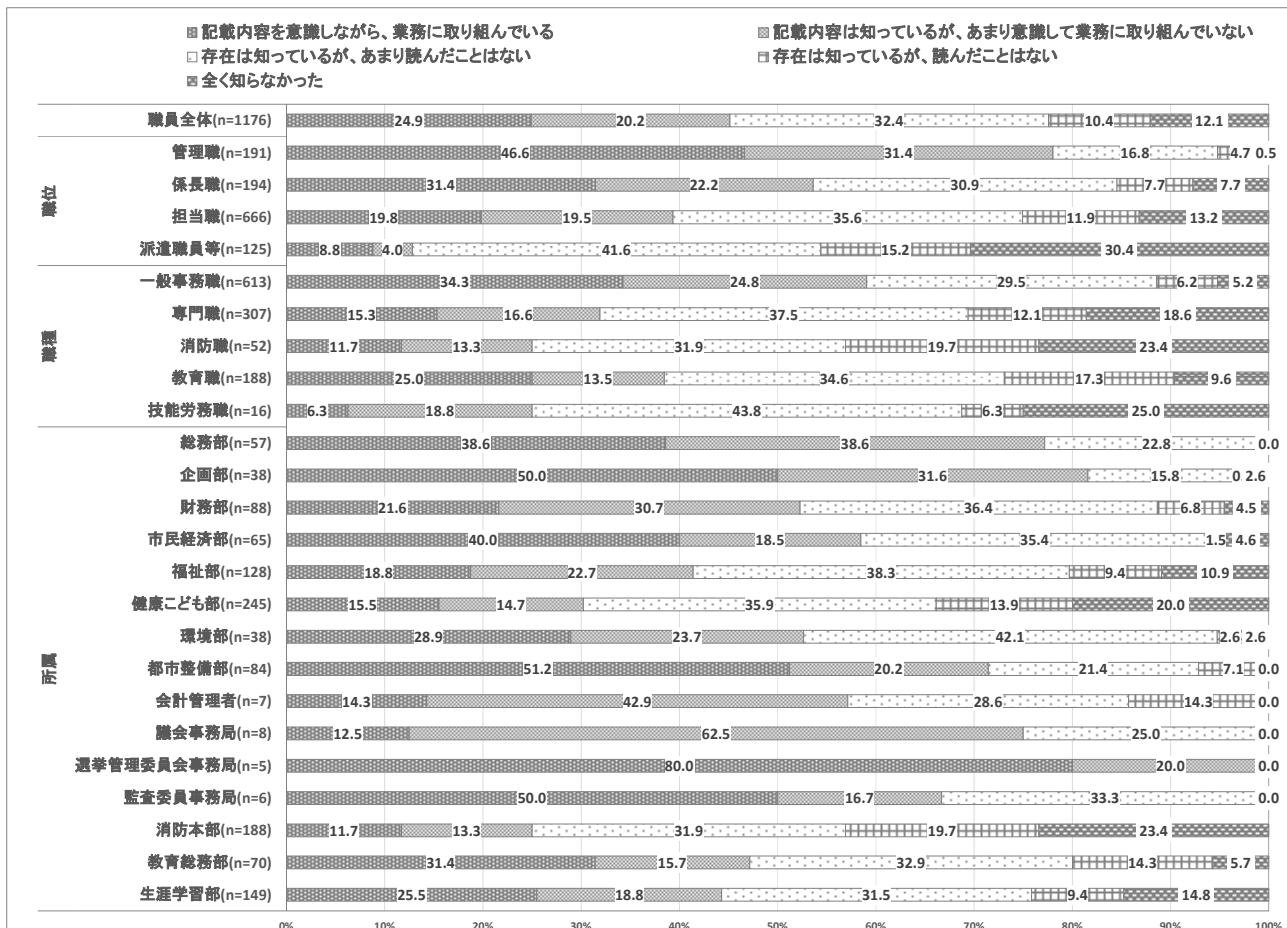 記載内容を意識しながら、業務に取り組んでいる 記載内容は知っているが、あまり意識して業務に取り組んでいない
存在は知っているが、あまり読んだことはない 存在は知っているが、読んだことはない
全く知らなかった
職員全体(n=1176) 24.9 20.2 32.4 10.4 12.1
職位
管理職(n=191) 46.6 31.4 16.8 4.7 0.5
係長職(n=194) 31.4 22.2 30.9 7.7 7.7
担当職(n=666) 19.8 19.5 35.6 11.9 13.2
派遣職員等(n=125) 8.8 4.0 41.6 15.2 30.4
職種
一般事務職(n=613) 34.3 24.8 29.5 6.2 5.2
専門職(n=307) 15.3 16.6 37.5 12.1 18.6
消防職(n=52) 11.7 13.3 31.9 19.7 23.4
教育職(n=188) 25.0 13.5 34.6 17.3 9.6
技能労務職(n=16) 6.3 18.8 43.8 6.3 25.0
所属
総務部(n=57) 38.6 38.6 22.8 0.0
企画部(n=38) 50.0 31.6 15.8 0. 2.6
財務部(n=88) 21.6 30.7 36.4 6.8 4.5
市民経済部(n=65) 40.0 18.5 35.4 1.5 4.6
福祉部(n=128) 18.8 22.7 38.3 9.4 10.9
健康こども部(n=245) 15.5 14.7 35.9 13.9 20.0
環境部(n=38) 28.9 23.7 42.1 2.6 2.6
都市整備部(n=84) 51.2 20.2 21.4 7.1 0.0
会計管理者(n=7) 14.3 42.9 28.6 14.3 0.0
議会事務局(n=8) 12.5 62.5 25.0 0.0
選挙管理委員会事務局(n=5) 80.0 20.0 0.0
監査委員事務局(n=6) 50.0 16.7 33.3 0.0
消防本部(n=188) 11.7 13.3 31.9 19.7 23.4
教育総務部(n=70) 31.4 15.7 32.9 14.3 5.7
生涯学習部(n=149) 25.5 18.8 31.5 9.4 14.8
0% 10% 20% 30% 40% 50% 60% 70% 80% 90% 100%